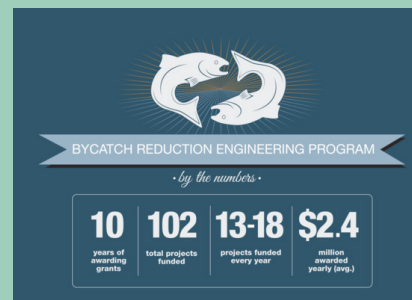 BYCATCH REDUCTION ENGINEERING PROGRAM
• by the numbers •
10
years of
awarding
grants
102
total projects
funded
13-18
projects funded
every year
$2.4
million
awarded
yearly (avg.)